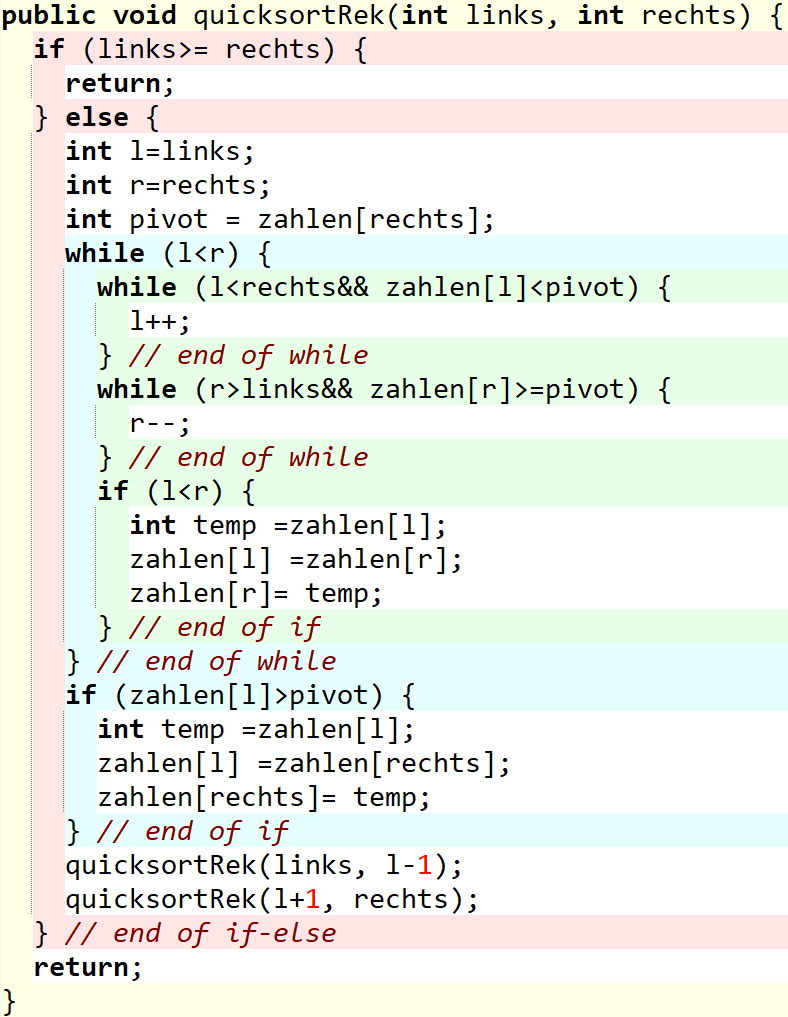 public void quicksortRek(int links, int rechts) {
if (links>= rechts) {
return;
} else {
int l=links;
int r=rechts;
int pivot = zahlen[rechts];
while (l<r) {
while (l<rechts&& zahlen[l]<pivot) {
l++;
} // end of while
while (r>links&& zahlen[r]>=pivot) {
r--;
} // end of while
if (l<r) {
int temp =zahlen[l];
zahlen[l] =zahlen[r];
zahlen[r]= temp;
} // end of if
} // end of while
if (zahlen[l]>pivot) {
int temp =zahlen[l];
zahlen[l] =zahlen[rechts];
zahlen[rechts]= temp;
} // end of if
quicksortRek(links, l-1);
quicksortRek(l+1, rechts);
} // end of if-else
return;
}